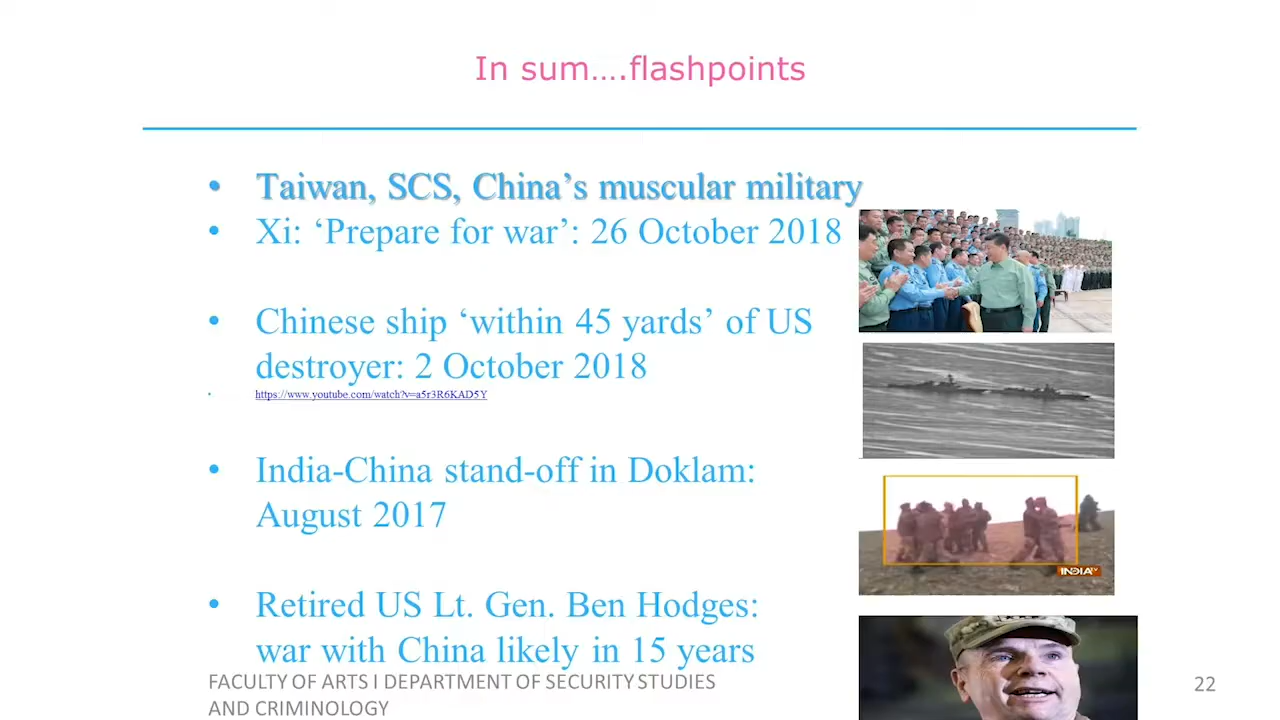 In sum….flashpoints
• Taiwan, SCS, China’s muscular military
• Xi: ‘Prepare for war’: 26 October 2018
• Chinese ship ‘within 45 yards’ of US
destroyer: 2 October 2018
• https://www.youtube.com/watch?v=a5r3R6KAD5Y
• India-China stand-off in Doklam:
August 2017
INDIA TV
• Retired US Lt. Gen. Ben Hodges:
war with China likely in 15 years
FACULTY OF ARTS I DEPARTMENT OF SECURITY STUDIES
AND CRIMINOLOGY
22